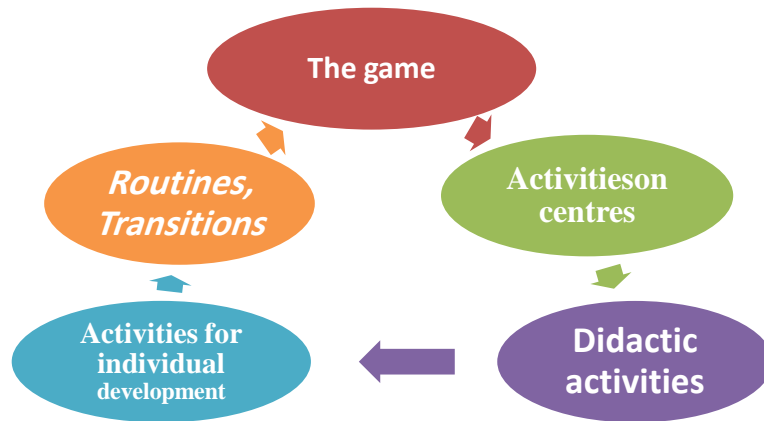 The game
Activitieson
centres
Routines,
Transitions
Didactic
activities
Activities for
individual
development